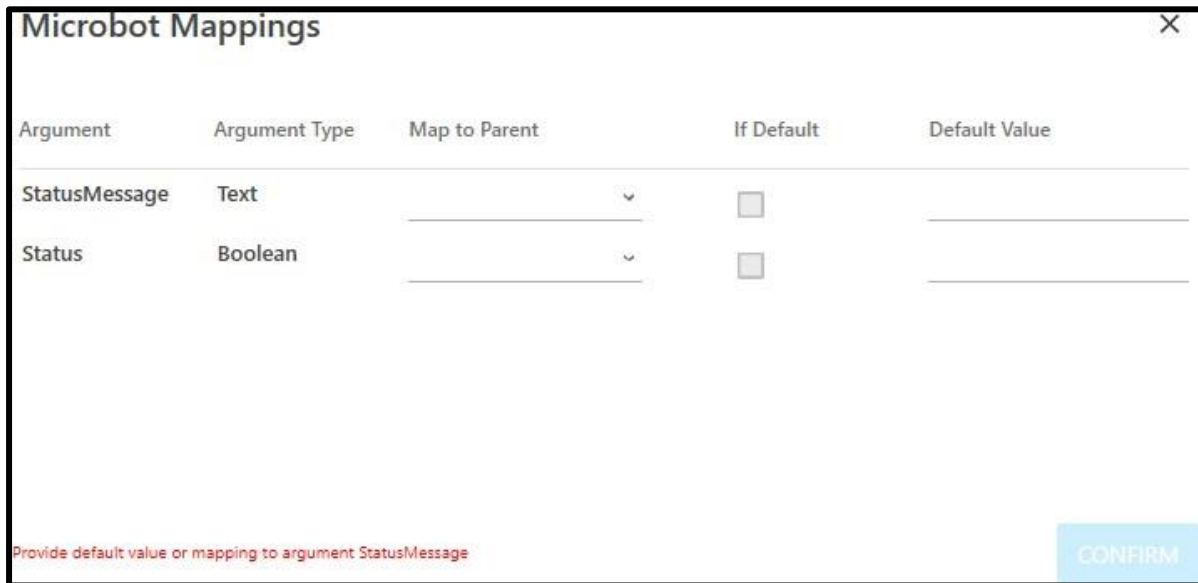 Microbot Mappings
Argument Argument Type Map to Parent If Default Default Value
StatusMessage Text
Status Boolean
Provide default value or mapping to argument StatusMessage
CONFIRM